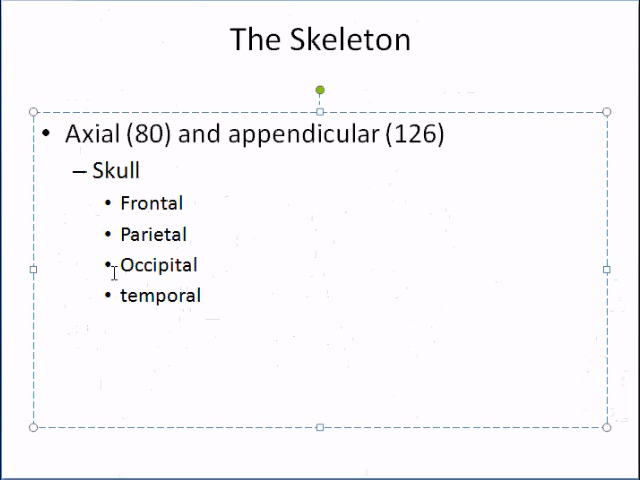 The Skeleton
• Axial (80) and appendicular (126)
– Skull
• Frontal
• Parietal
• Occipital
• temporal